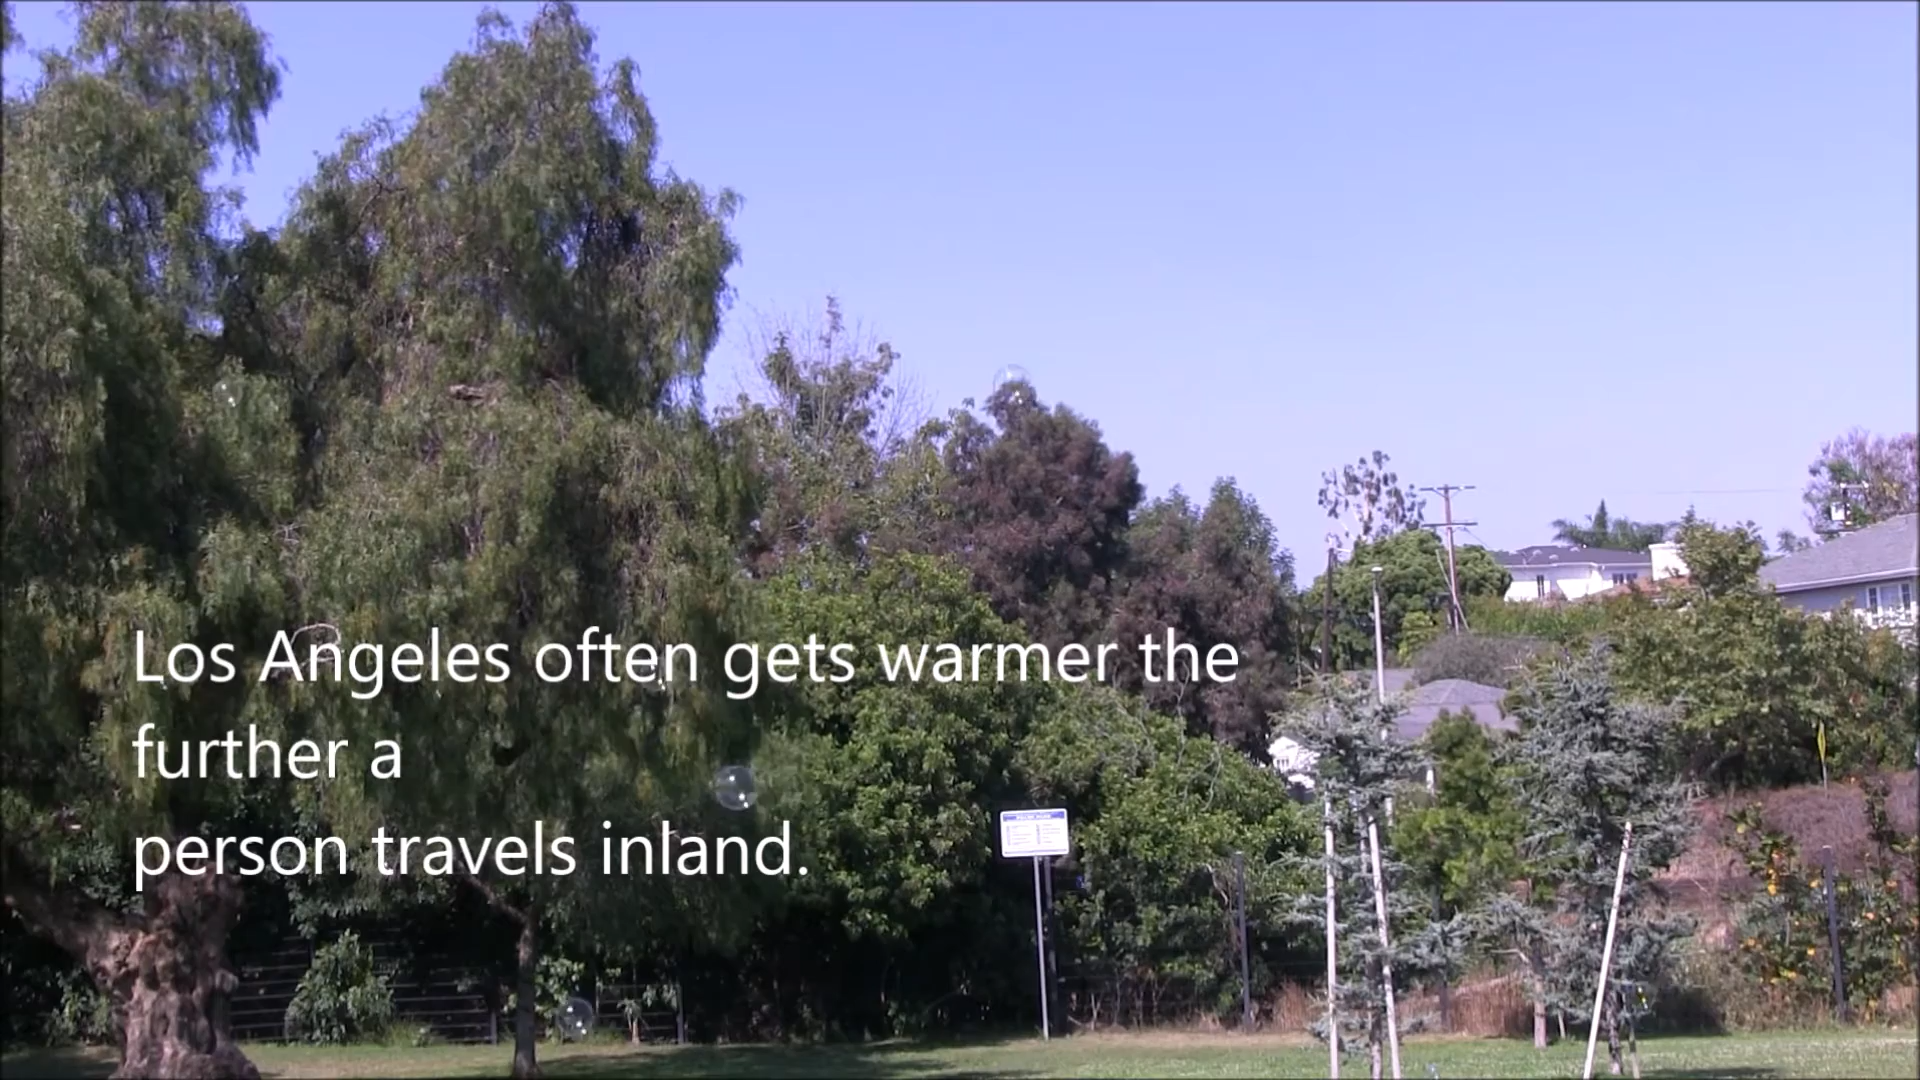 Los Angeles often gets warmer the
further a
person travels inland.